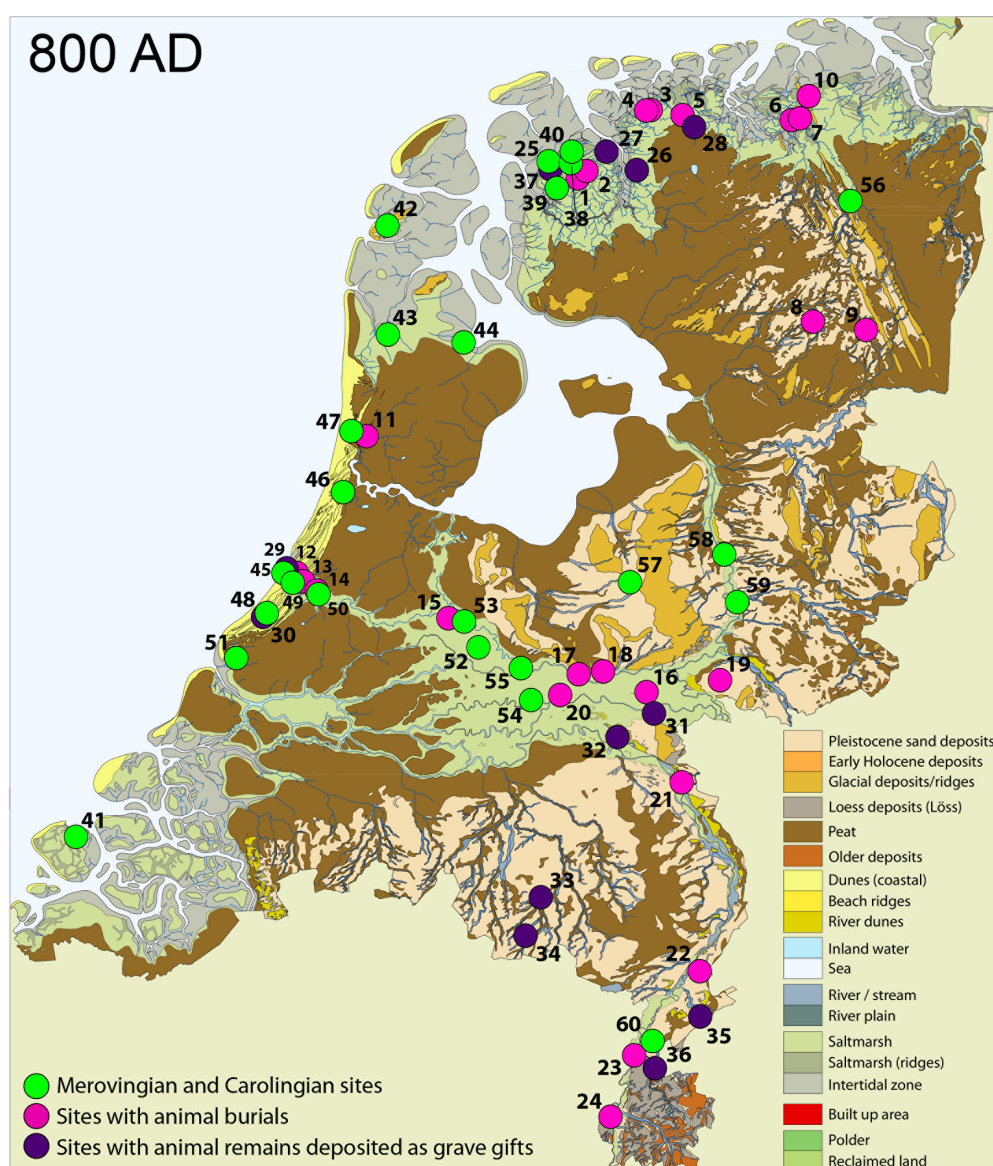 800 AD
10
4
3
5
6
7
40
27
25
28
26
37
2
1
39
38
56
42
8
9
43
44
47
11
46
58
29
12
13
45
14
57
49
50
59
48
30
15
53
51
52
17
18
19
16
55
54
20
31
32
21
41
33
34
22
35
60
36
23
24
Pleistocene sand deposits
Early Holocene deposits
Glacial deposits/ridges
Loess deposits (Löss)
Peat
Older deposits
Dunes (coastal)
Beach ridges
River dunes
Inland water
Sea
River / stream
River plain
Saltmarsh
Saltmarsh (ridges)
Intertidal zone
Built up area
Polder
Reclaimed land
Merovingian and Carolingian sites
Sites with animal burials
Sites with animal remains deposited as grave gifts